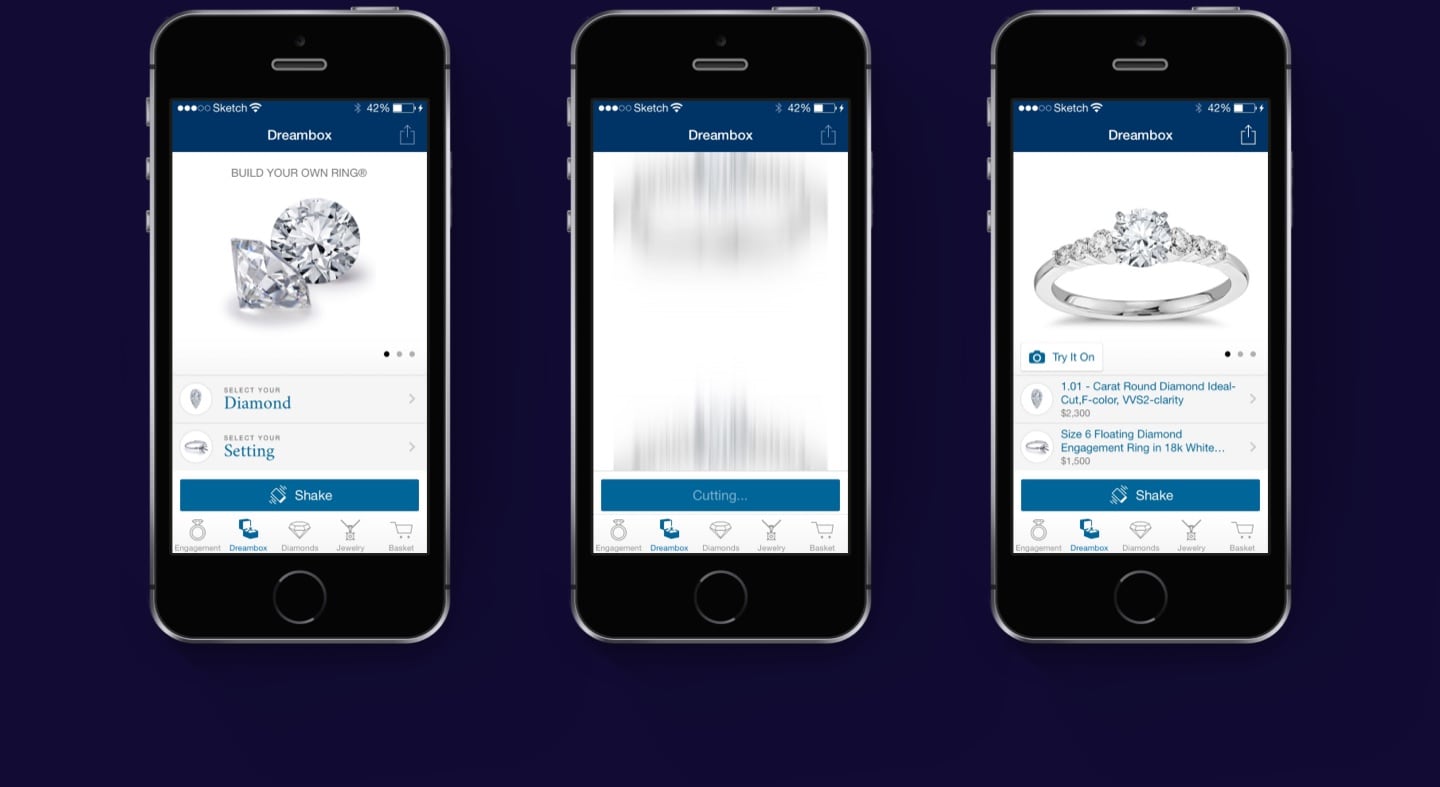 Sketch 42%
Dreambox
BUILD YOUR OWN RING®
SELECT YOUR
Diamond
SELECT YOUR
Setting
Shake
Engagement Dreambox Diamonds Jewelry Basket
Sketch 42%
Dreambox
Cutting...
Engagement Dreambox Diamonds Jewelry Basket
Sketch 42%
Dreambox
Try It On
1.01 - Carat Round Diamond Ideal-
Cut,F-color, VVS2-clarity
$2,300
Size 6 Floating Diamond
Engagement Ring in 18k White...
$1,500
Shake
Engagement Dreambox Diamonds Jewelry Basket